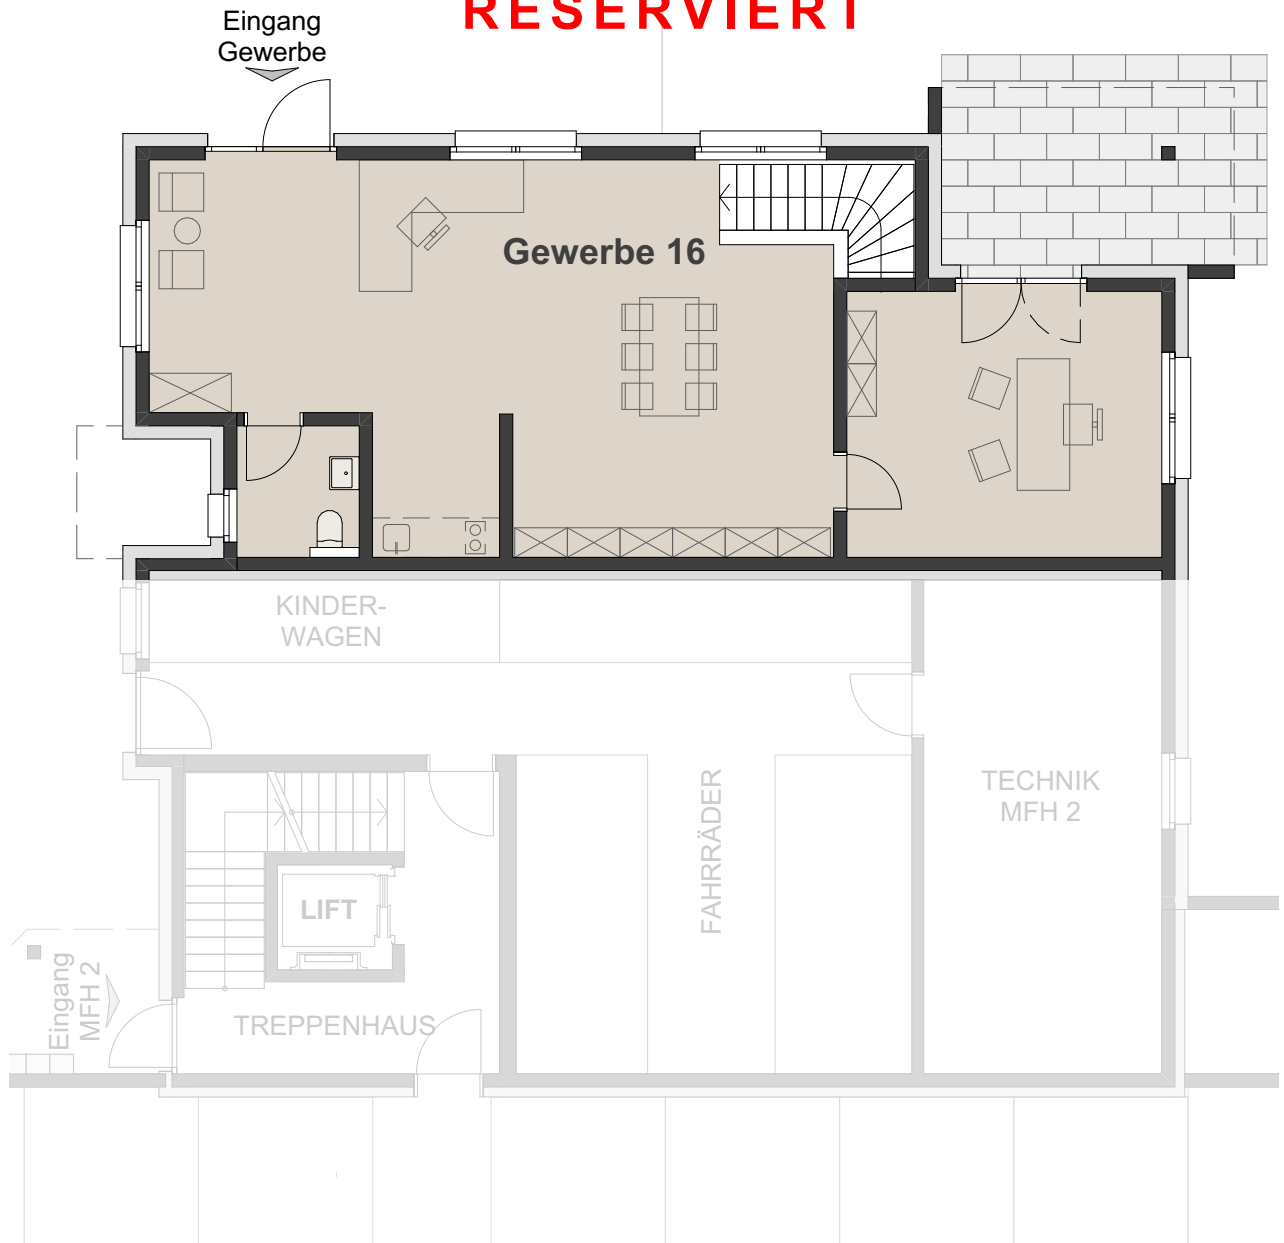 RESERVIERT
Eingang
Gewerbe
Gewerbe 16
KINDER-
WAGEN
TECHNIK
MFH 2
FAHRRÄDER
LIFT
Eingang
MFH 2
TREPPENHAUS